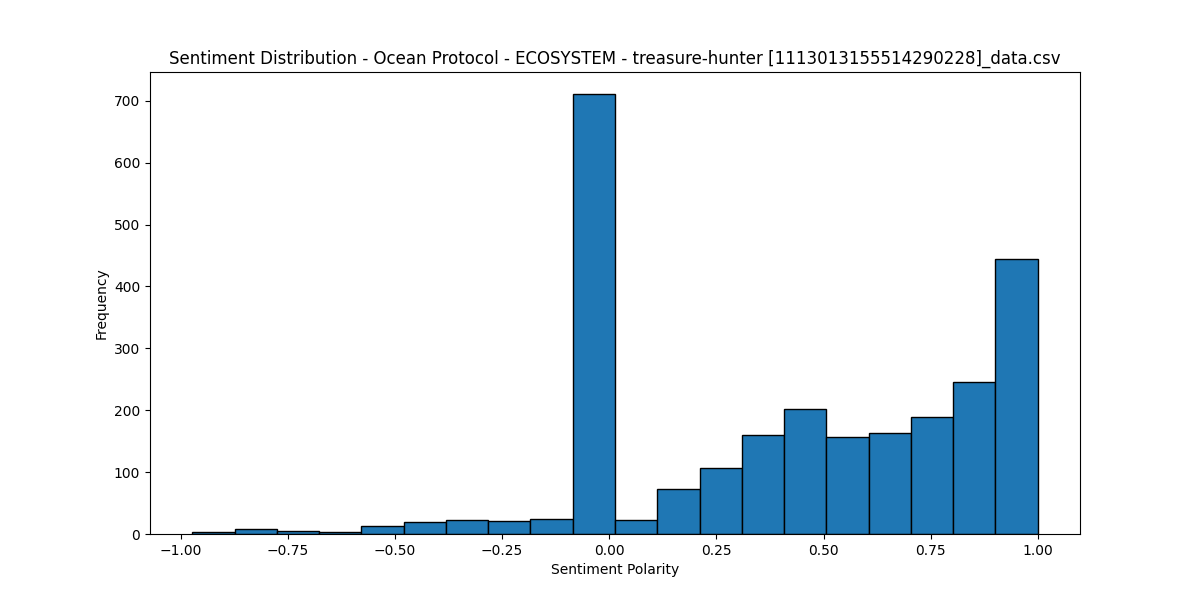 Sentiment Distribution - Ocean Protocol - ECOSYSTEM - treasure-hunter [1113013155514290228]_data.csv
Frequency
700
600
500
400
300
200
100
0
−1.00 −0.75 −0.50 −0.25 0.00 0.25 0.50 0.75 1.00
Sentiment Polarity